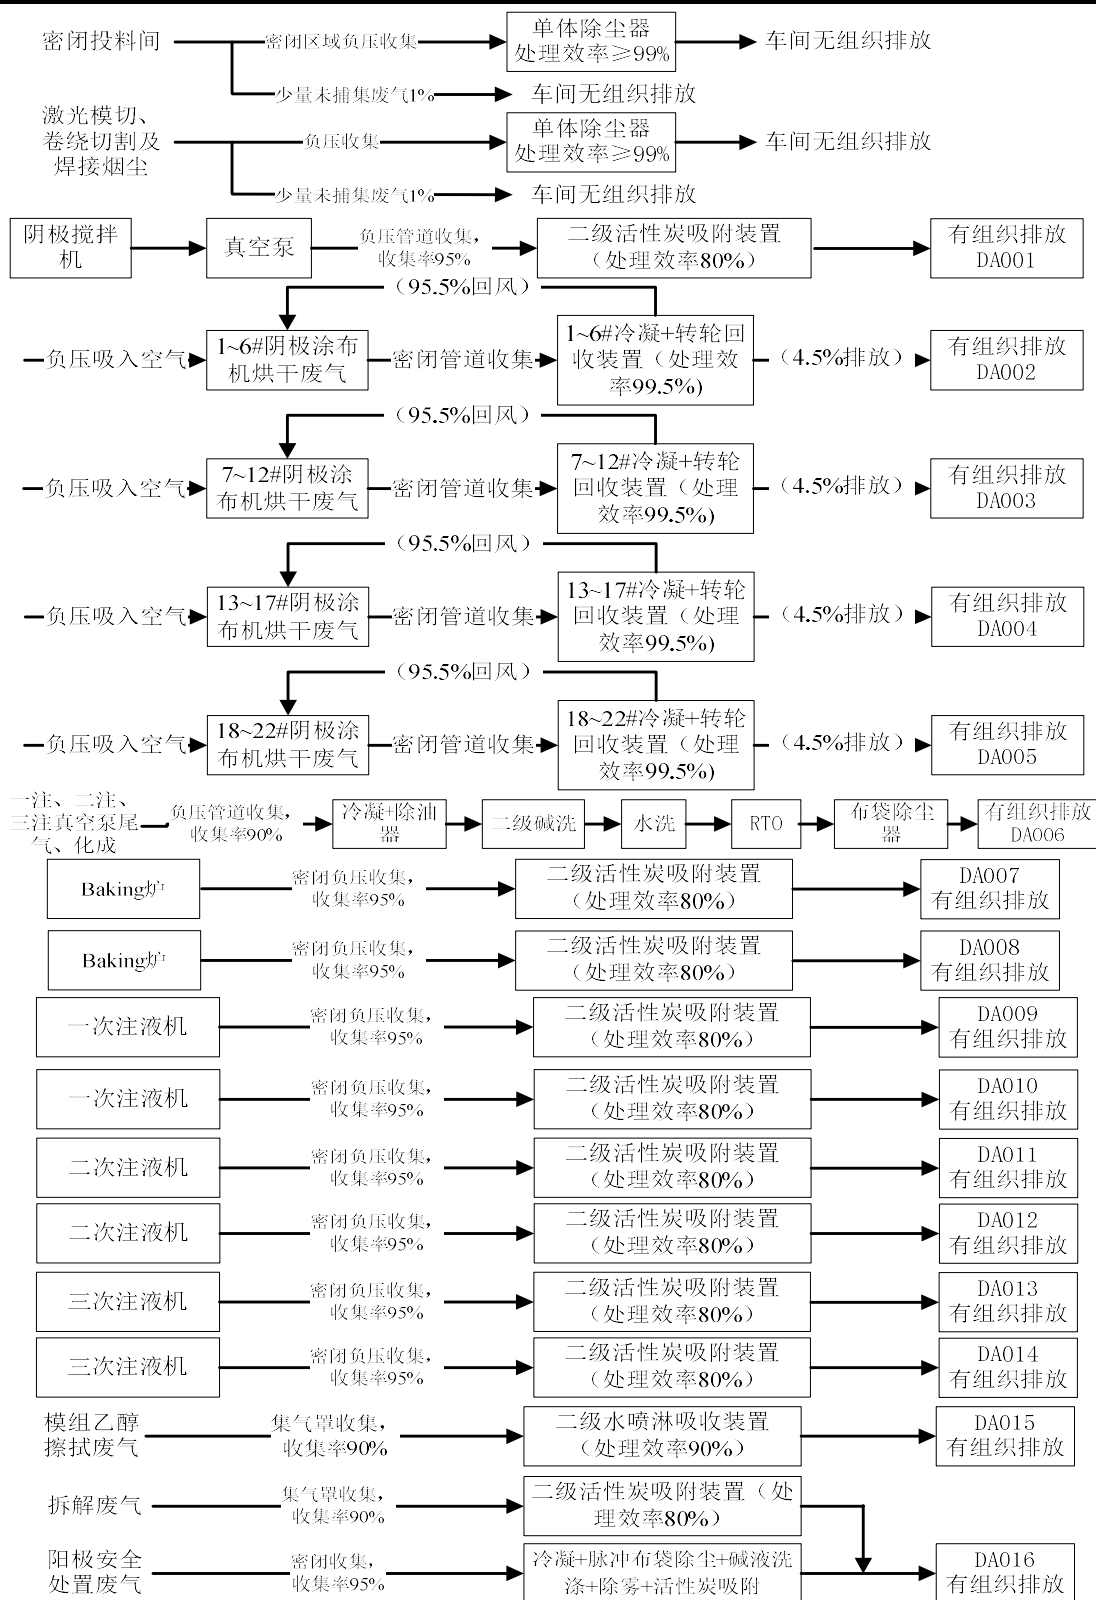 密闭投料间
密闭区域负压收集
单体除尘器
处理效率≥99%
车间无组织排放
少量未捕集废气1%
车间无组织排放
激光模切、
卷绕切割及
焊接烟尘
负压收集
单体除尘器
处理效率≥99%
车间无组织排放
少量未捕集废气1%
车间无组织排放
阴极搅拌
机
真空泵
负压管道收集，
收集率95%
二级活性炭吸附装置
（处理效率80%）
有组织排放
DA001
（95.5%回风）
负压吸入空气
1~6#阴极涂布
机烘干废气
密闭管道收集
1~6#冷凝+转轮回
收装置（处理效
率99.5%)
（4.5%排放）
有组织排放
DA002
（95.5%回风）
负压吸入空气
7~12#阴极涂
布机烘干废气
密闭管道收集
7~12#冷凝+转轮
回收装置（处理
效率99.5%)
（4.5%排放）
有组织排放
DA003
（95.5%回风）
负压吸入空气
13~17#阴极涂
布机烘干废气
密闭管道收集
13~17#冷凝+转轮
回收装置（处理
效率99.5%)
（4.5%排放）
有组织排放
DA004
（95.5%回风）
负压吸入空气
18~22#阴极涂
布机烘干废气
密闭管道收集
18~22#冷凝+转轮
回收装置（处理
效率99.5%)
（4.5%排放）
有组织排放
DA005
一注、二注、
三注真空泵尾
气、化成
负压管道收集，
收集率90%
冷凝+除油
器
二级碱洗
水洗
RTO
布袋除尘
器
有组织排放
DA006
Baking炉
密闭负压收集，
收集率95%
二级活性炭吸附装置
（处理效率80%）
DA007
有组织排放
Baking炉
密闭负压收集，
收集率95%
二级活性炭吸附装置
（处理效率80%）
DA008
有组织排放
一次注液机
密闭负压收集，
收集率95%
二级活性炭吸附装置
（处理效率80%）
DA009
有组织排放
一次注液机
密闭负压收集，
收集率95%
二级活性炭吸附装置
（处理效率80%）
DA010
有组织排放
二次注液机
密闭负压收集，
收集率95%
二级活性炭吸附装置
（处理效率80%）
DA011
有组织排放
二次注液机
密闭负压收集，
收集率95%
二级活性炭吸附装置
（处理效率80%）
DA012
有组织排放
三次注液机
密闭负压收集，
收集率95%
二级活性炭吸附装置
（处理效率80%）
DA013
有组织排放
三次注液机
密闭负压收集，
收集率95%
二级活性炭吸附装置
（处理效率80%）
DA014
有组织排放
模组乙醇
擦拭废气
集气罩收集，
收集率90%
二级水喷淋吸收装置
（处理效率90%）
DA015
有组织排放
拆解废气
集气罩收集，
收集率90%
二级活性炭吸附装置（处
理效率80%）
阳极安全
处置废气
密闭收集，
收集率95%
冷凝+脉冲布袋除尘+碱液洗
涤+除雾+活性炭吸附
DA016
有组织排放